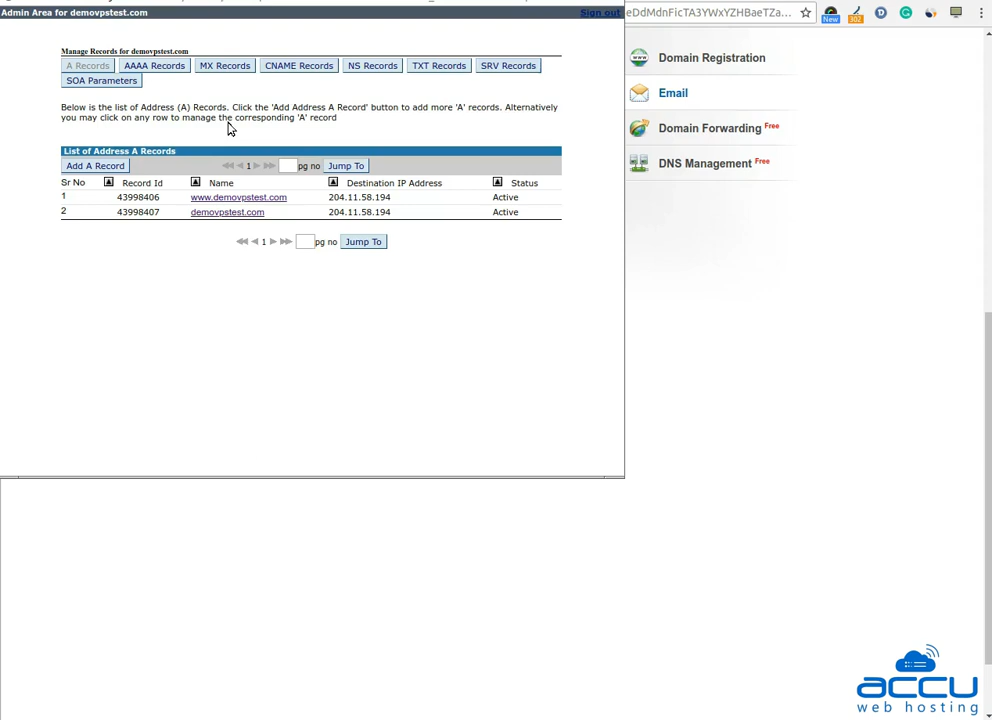 Admin Area for demovpstest.com
Sign out
eDdMdnFicTA3YWxYZHBaeTZa...
New
302
Manage Records for demovpstest.com
A Records
AAAA Records
MX Records
CNAME Records
NS Records
TXT Records
SRV Records
SOA Parameters
Below is the list of Address (A) Records. Click the 'Add Address A Record' button to add more 'A' records. Alternatively
you may click on any row to manage the corresponding 'A' record
List of Address A Records
Add A Record
1
pg no
Jump To
Sr No Record Id Name Destination IP Address Status
1 43998406 www.demovpstest.com 204.11.58.194 Active
2 43998407 demovpstest.com 204.11.58.194 Active
1
pg no
Jump To
www
Domain Registration
Email
Domain Forwarding Free
DNS Management Free
accu
web hosting